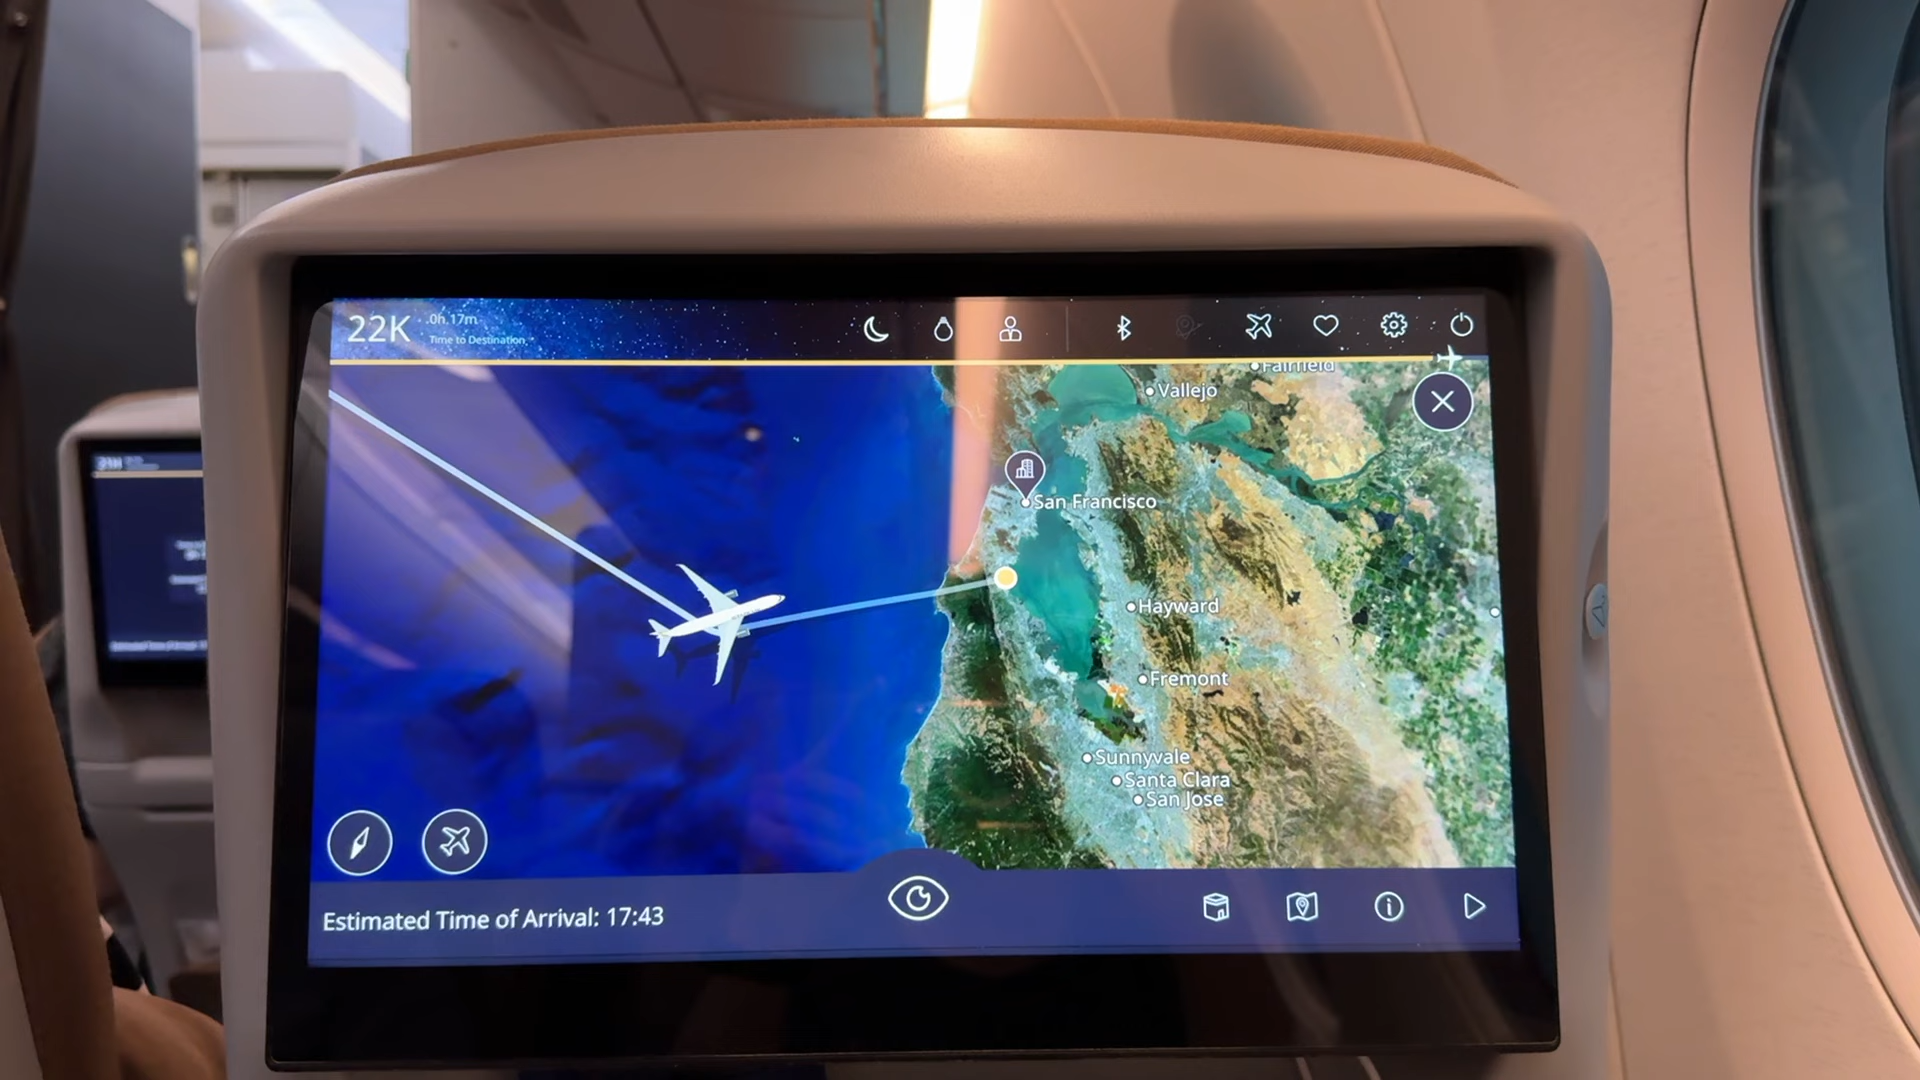 22K
0h 17m
Time to Destination
Fairfield
Vallejo
San Francisco
Hayward
Fremont
Sunnyvale
Santa Clara
San Jose
Estimated Time of Arrival: 17:43